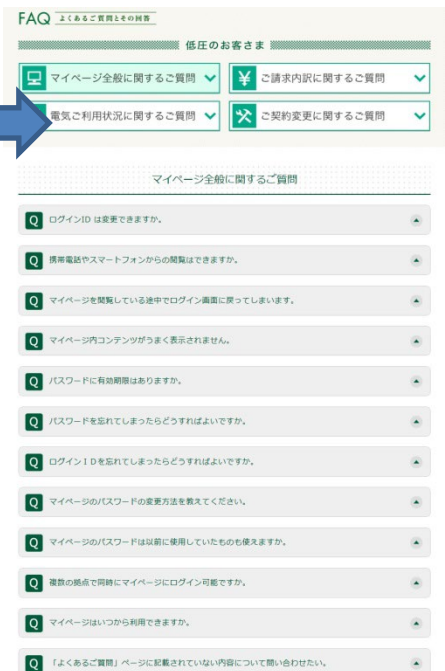 FAQ よくあるご質問とその回答
低圧のお客さま
マイページ全般に関するご質問
ご請求内訳に関するご質問
電気ご利用状況に関するご質問
ご契約変更に関するご質問
マイページ全般に関するご質問
Q ログインID は変更できますか。
Q 携帯電話やスマートフォンからの閲覧はできますか。
Q マイページを閲覧している途中でログイン画面に戻ってしまいます。
Q マイページ内コンテンツがうまく表示されません。
Q パスワードに有効期限はありますか。
Q パスワードを忘れてしまったらどうすればよいですか。
Q ログインIDを忘れてしまったらどうすればよいですか。
Q マイページのパスワードの変更方法を教えてください。
Q マイページのパスワードは以前に使用していたものも使えますか。
Q 複数の拠点で同時にマイページにログイン可能ですか。
Q マイページはいつから利用できますか。
Q 「よくあるご質問」ページに記載されていない内容について問い合わせたい。